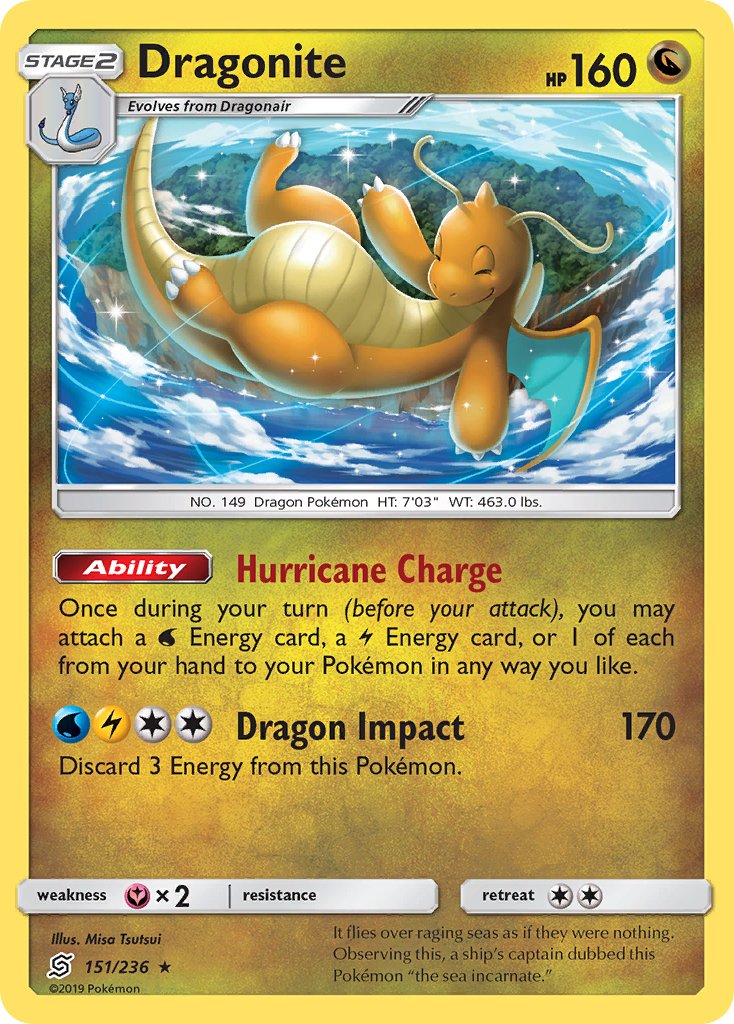 STAGE2
Dragonite
HP 160
Evolves from Dragonair
NO. 149 Dragon Pokémon HT: 7'03" WT: 463.0 lbs.
Ability Hurricane Charge
Once during your turn (before your attack), you may
attach a Energy card, a Energy card, or 1 of each
from your hand to your Pokémon in any way you like.
Dragon Impact 170
Discard 3 Energy from this Pokémon.
weakness ×2 resistance retreat
Illus. Misa Tsutsui
151/236 ★
©2019 Pokémon
It flies over raging seas as if they were nothing.
Observing this, a ship's captain dubbed this
Pokémon “the sea incarnate.”